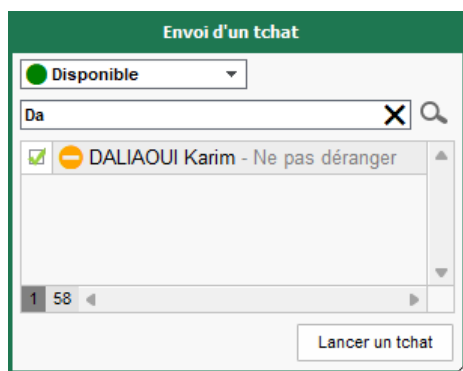 Envoi d'un tchat
Disponible
Da
DALIAOUI Karim - Ne pas déranger
1 58
Lancer un tchat